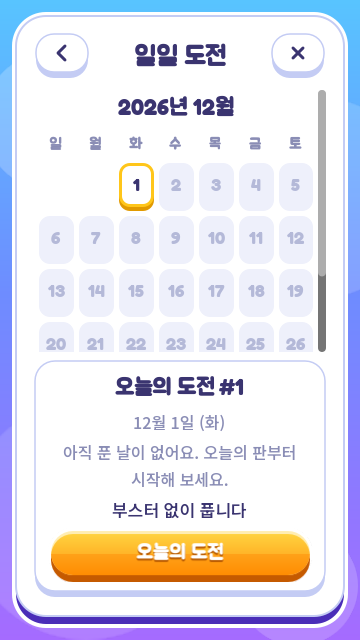 일일 도전
2026년 12월
일 월 화 수 목 금 토
1 2 3 4 5
6 7 8 9 10 11 12
13 14 15 16 17 18 19
20 21 22 23 24 25 26
오늘의 도전 #1
12월 1일 (화)
아직 푼 날이 없어요. 오늘의 판부터
시작해 보세요.
부스터 없이 풉니다
오늘의 도전